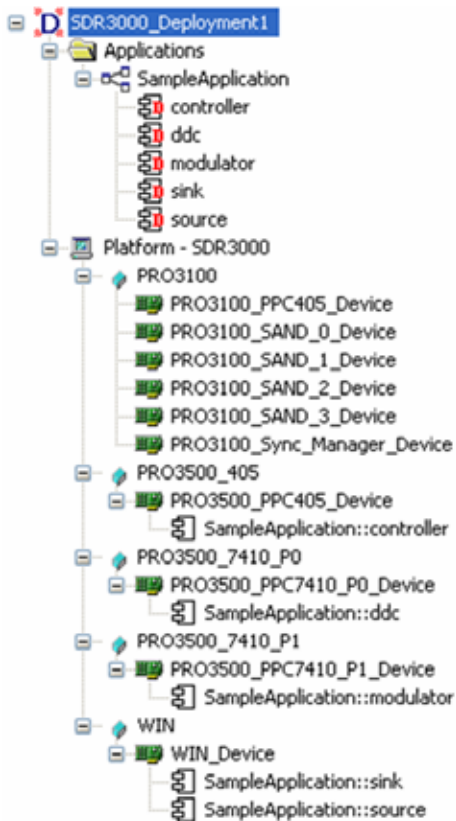 SDR3000_Deployment1
Applications
SampleApplication
controller
ddc
modulator
sink
source
Platform - SDR3000
PRO3100
PRO3100_PPC405_Device
PRO3100_SAND_0_Device
PRO3100_SAND_1_Device
PRO3100_SAND_2_Device
PRO3100_SAND_3_Device
PRO3100_Sync_Manager_Device
PRO3500_405
PRO3500_PPC405_Device
SampleApplication::controller
PRO3500_7410_P0
PRO3500_PPC7410_P0_Device
SampleApplication::ddc
PRO3500_7410_P1
PRO3500_PPC7410_P1_Device
SampleApplication::modulator
WIN
WIN_Device
SampleApplication::sink
SampleApplication::source